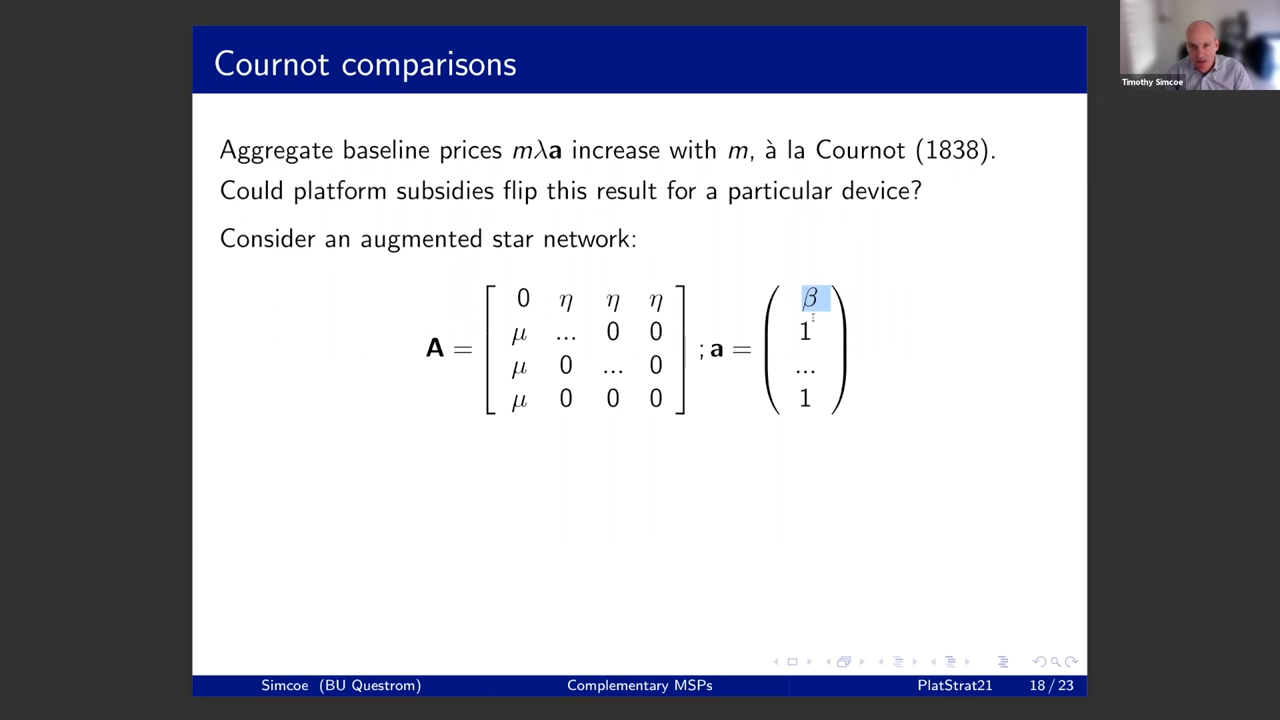 Cournot comparisons
Timothy Simcoe
Aggregate baseline prices mλa increase with m, à la Cournot (1838).
Could platform subsidies flip this result for a particular device?
Consider an augmented star network:
0 η η η
μ ... 0 0
A = μ 0 ... 0
μ 0 0 0
; a =
β
1
...
1
Simcoe (BU Questrom) Complementary MSPs PlatStrat21 18 / 23